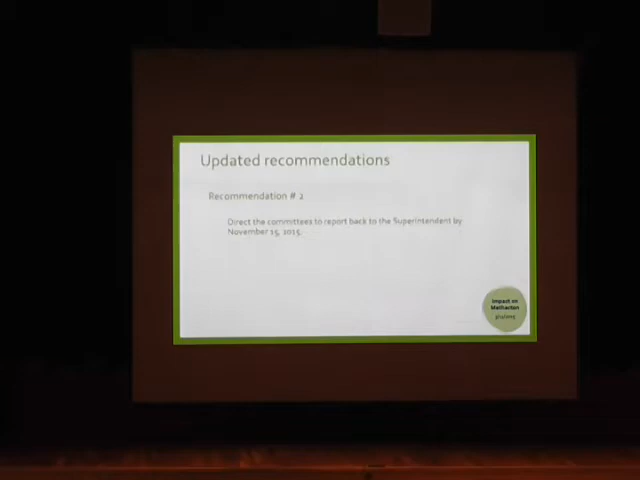 Updated recommendations
Recommendation # 2
Direct the committees to report back to the Superintendent by
November 15, 2015.
Impact on
Methacton